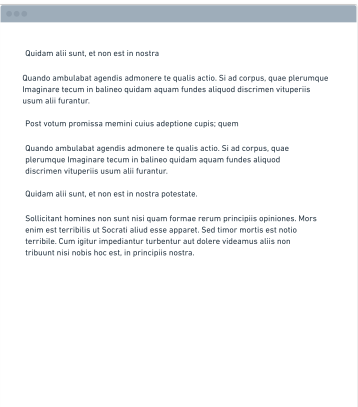 Quidam alii sunt, et non est in nostra
Quando ambulabat agendis admonere te qualis actio. Si ad corpus, quae plerumque
Imaginare tecum in balineo quidam aquam fundes aliquod discrimen vituperiis
usum alii furantur.
Post votum promissa memini cuius adeptione cupis; quem
Quando ambulabat agendis admonere te qualis actio. Si ad corpus, quae
plerumque Imaginare tecum in balineo quidam aquam fundes aliquod
discrimen vituperiis usum alii furantur.
Quidam alii sunt, et non est in nostra potestate.
Sollicitant homines non sunt nisi quam formae rerum principiis opiniones. Mors
enim est terribilis ut Socrati aliud esse apparet. Sed timor mortis est notio
terribile. Cum igitur impediantur turbentur aut dolere videamus aliis non
tribuunt nisi nobis hoc est, in principiis nostra.